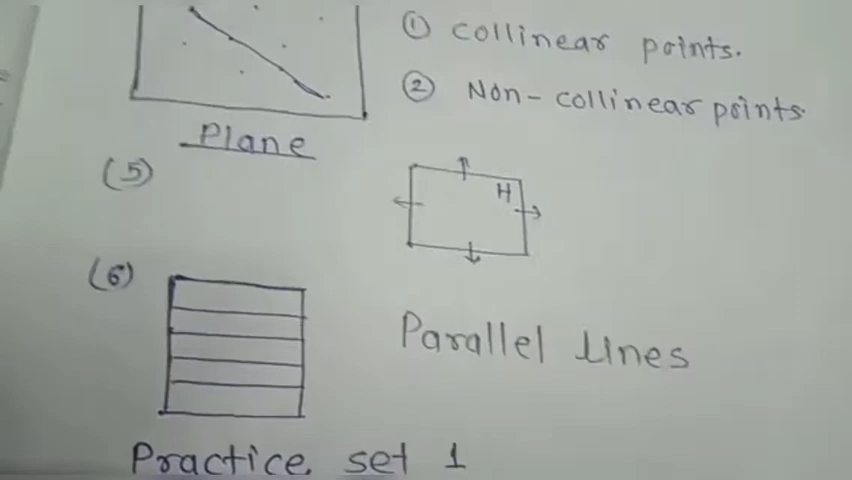 ① Collinear points.
② Non-collinear points.
Plane
(5)
H
(6)
Parallel lines
Practice set 1